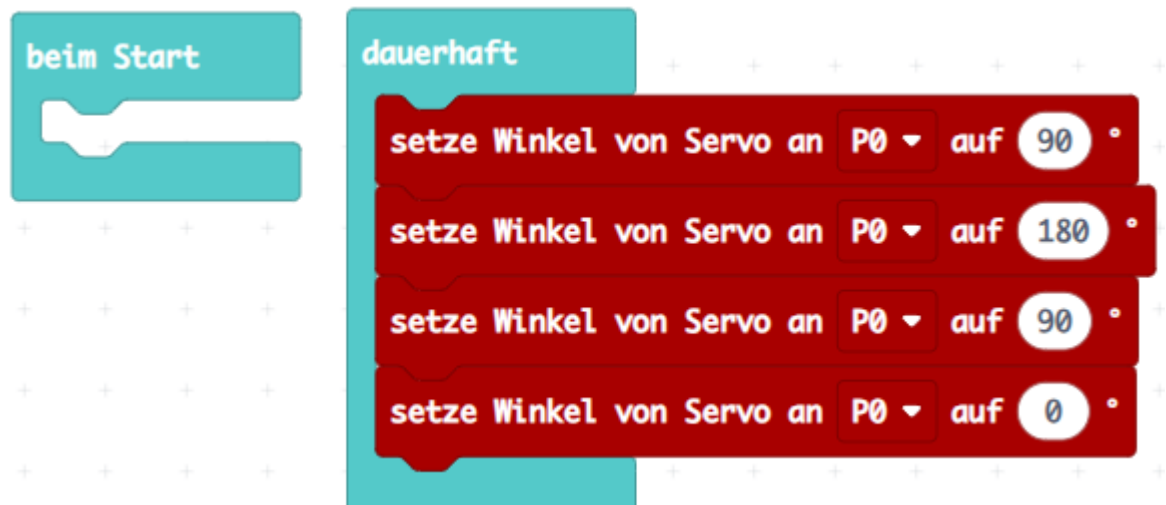 beim Start
dauerhaft
setze Winkel von Servo an P0 auf 90 °
setze Winkel von Servo an P0 auf 180 °
setze Winkel von Servo an P0 auf 90 °
setze Winkel von Servo an P0 auf 0 °